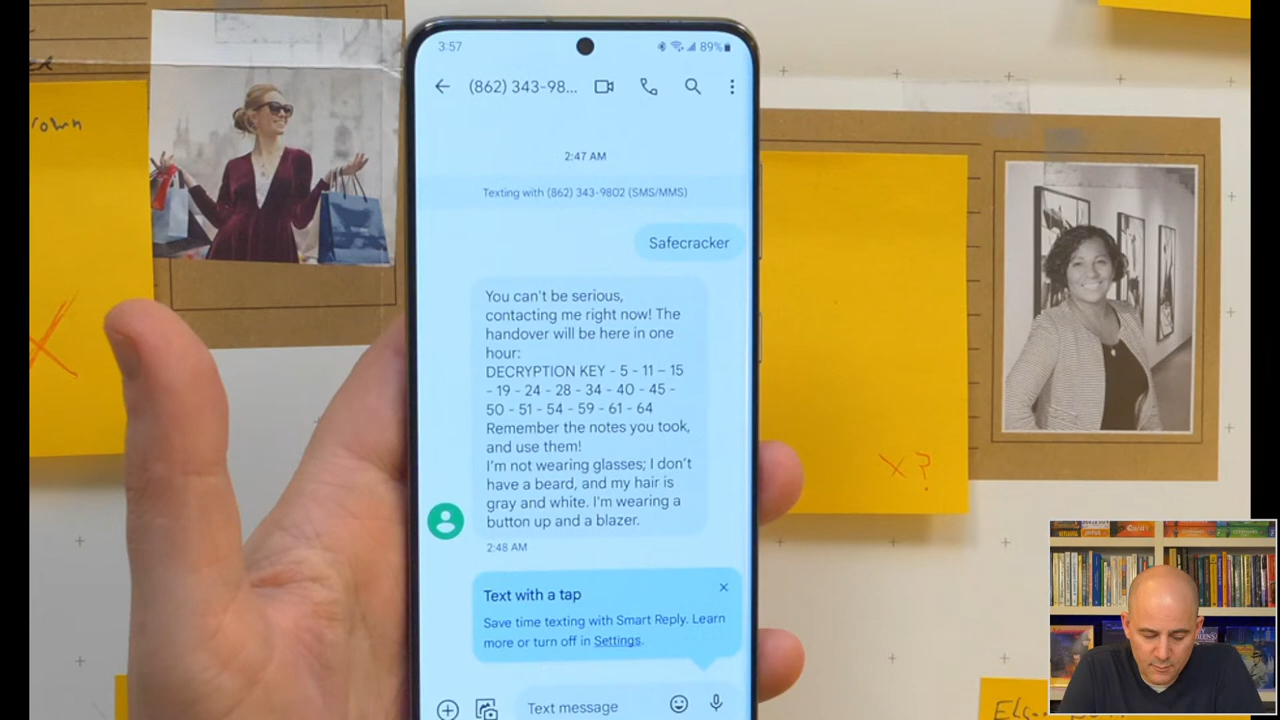 rown
3:57
89%
(862) 343-98...
2:47 AM
Texting with (862) 343-9802 (SMS/MMS)
Safecracker
You can't be serious,
contacting me right now! The
handover will be here in one
hour:
DECRYPTION KEY - 5 - 11 – 15
- 19 - 24 - 28 - 34 - 40 - 45 -
50 - 51 - 54 - 59 - 61 - 64
Remember the notes you took,
and use them!
I'm not wearing glasses; I don't
have a beard, and my hair is
gray and white. I'm wearing a
button up and a blazer.
2:48 AM
Text with a tap
Save time texting with Smart Reply. Learn
more or turn off in Settings.
Text message
X
X?